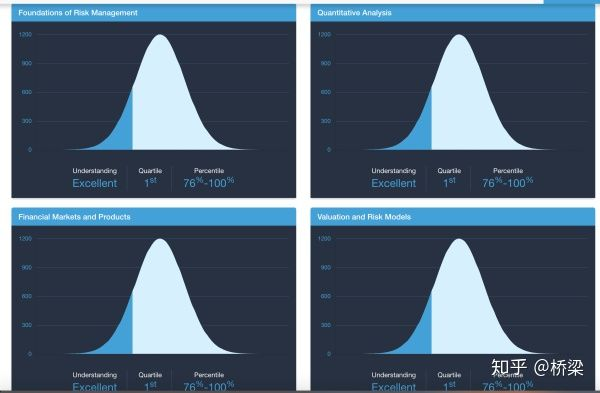 Foundations of Risk Management
1200
900
600
300
0
Understanding Quartile Percentile
Excellent 1st 76%-100%
Quantitative Analysis
1200
900
600
300
0
Understanding Quartile Percentile
Excellent 1st 76%-100%
Financial Markets and Products
1200
900
600
300
0
Understanding Quartile Percentile
Excellent 1st 76%-100%
Valuation and Risk Models
1200
900
600
300
0
Understanding Quartile Percentile
Excellent 1st 76%-100%
知乎 @桥梁